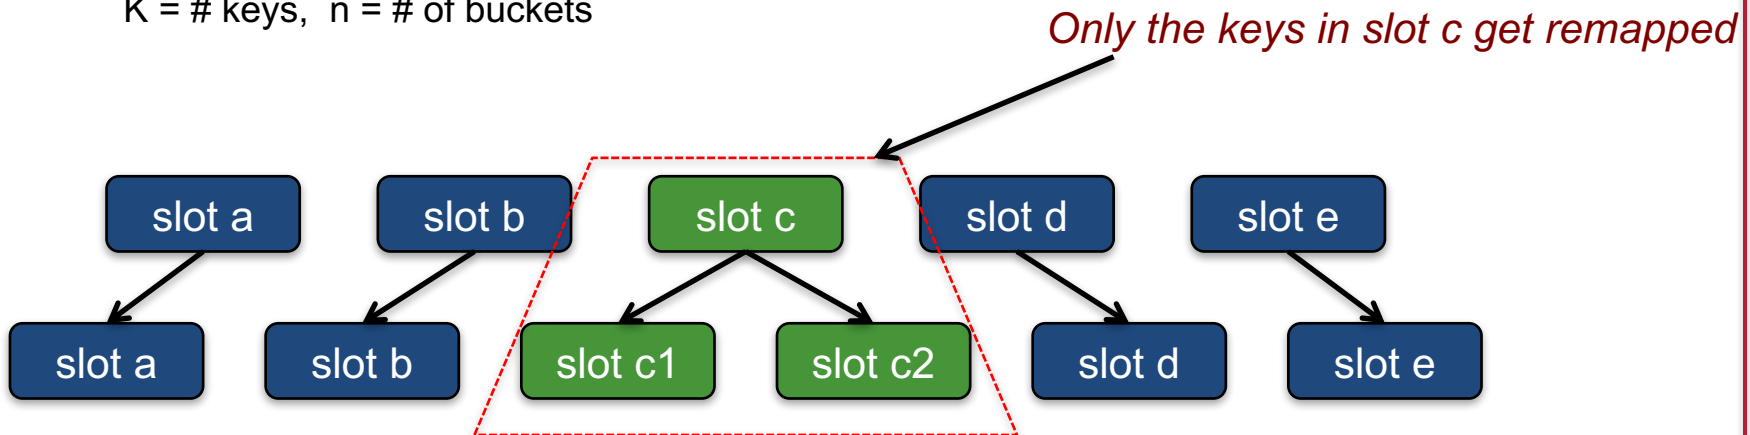 K = # keys, n = # of buckets
Only the keys in slot c get remapped
slot a
slot b
slot c
slot d
slot e
slot a
slot b
slot c1
slot c2
slot d
slot e